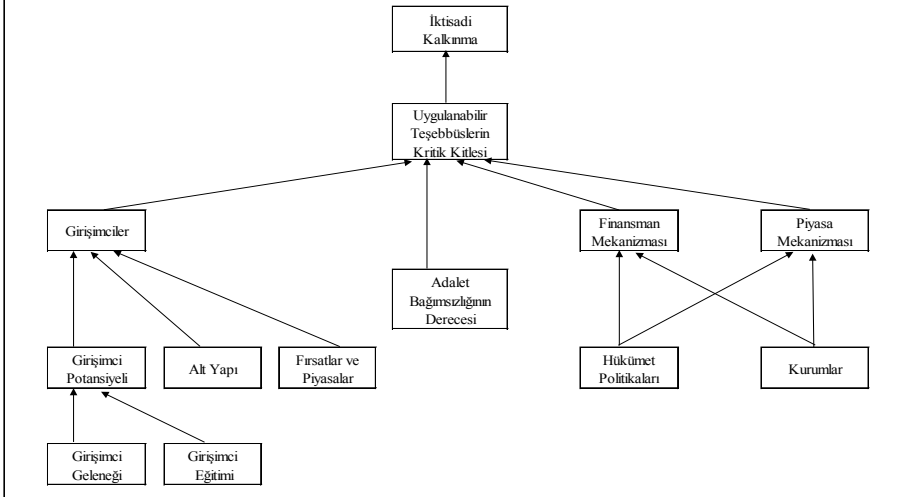 İktisadi
Kalkınma
Uygulanabilir
Teşebbüslerin
Kritik Kitlesi
Girişimciler
Finansman
Mekanizması
Piyasa
Mekanizması
Adalet
Bağımsızlığının
Derecesi
Girişimci
Potansiyeli
Alt Yapı
Fırsatlar ve
Piyasalar
Hükümet
Politikaları
Kurumlar
Girişimci
Geleneği
Girişimci
Eğitimi